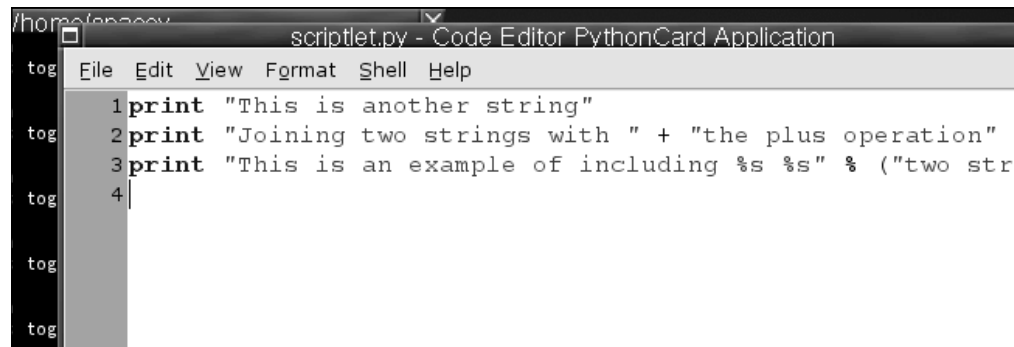 scriptlet.py - Code Editor PythonCard Application
File Edit View Format Shell Help
1 print "This is another string"
2 print "Joining two strings with " + "the plus operation"
3 print "This is an example of including %s %s" % ("two str
4
tog
tog
tog
tog
tog